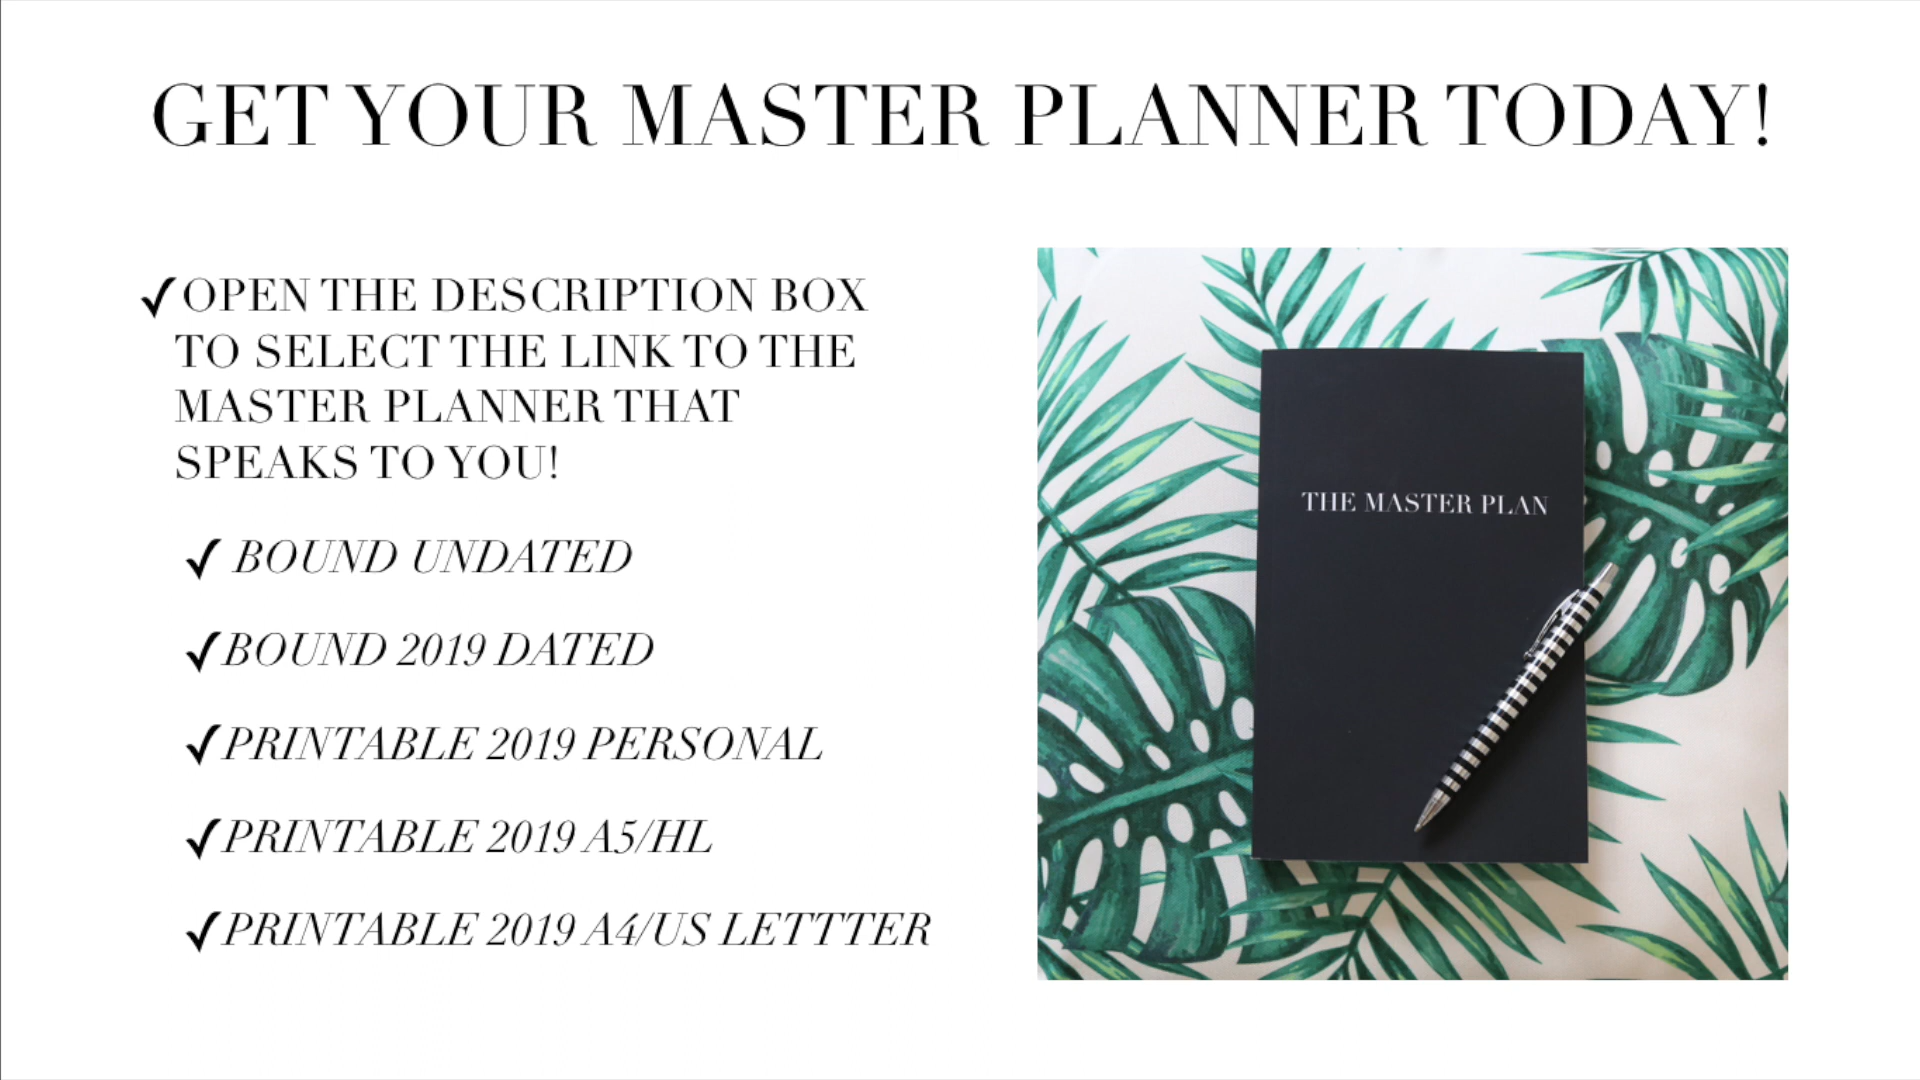 GET YOUR MASTER PLANNER TODAY!
✓OPEN THE DESCRIPTION BOX
TO SELECT THE LINK TO THE
MASTER PLANNER THAT
SPEAKS TO YOU!
✓ BOUND UNDATED
✓BOUND 2019 DATED
✓PRINTABLE 2019 PERSONAL
✓PRINTABLE 2019 A5/HL
✓PRINTABLE 2019 A4/US LETTTER
THE MASTER PLAN